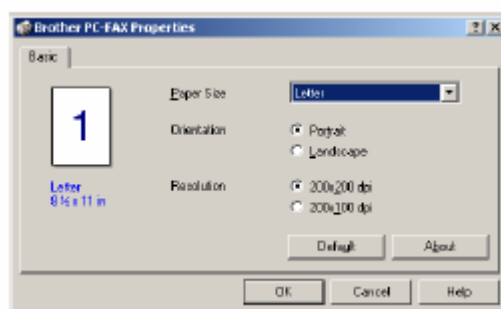 Brother PC-FAX Properties
Basic
1
Letter
8 ½ x 11 in
Paper Size
Letter
Orientation
Portrait
Landscape
Resolution
200x200 dpi
200x100 dpi
Default
About
OK
Cancel
Help